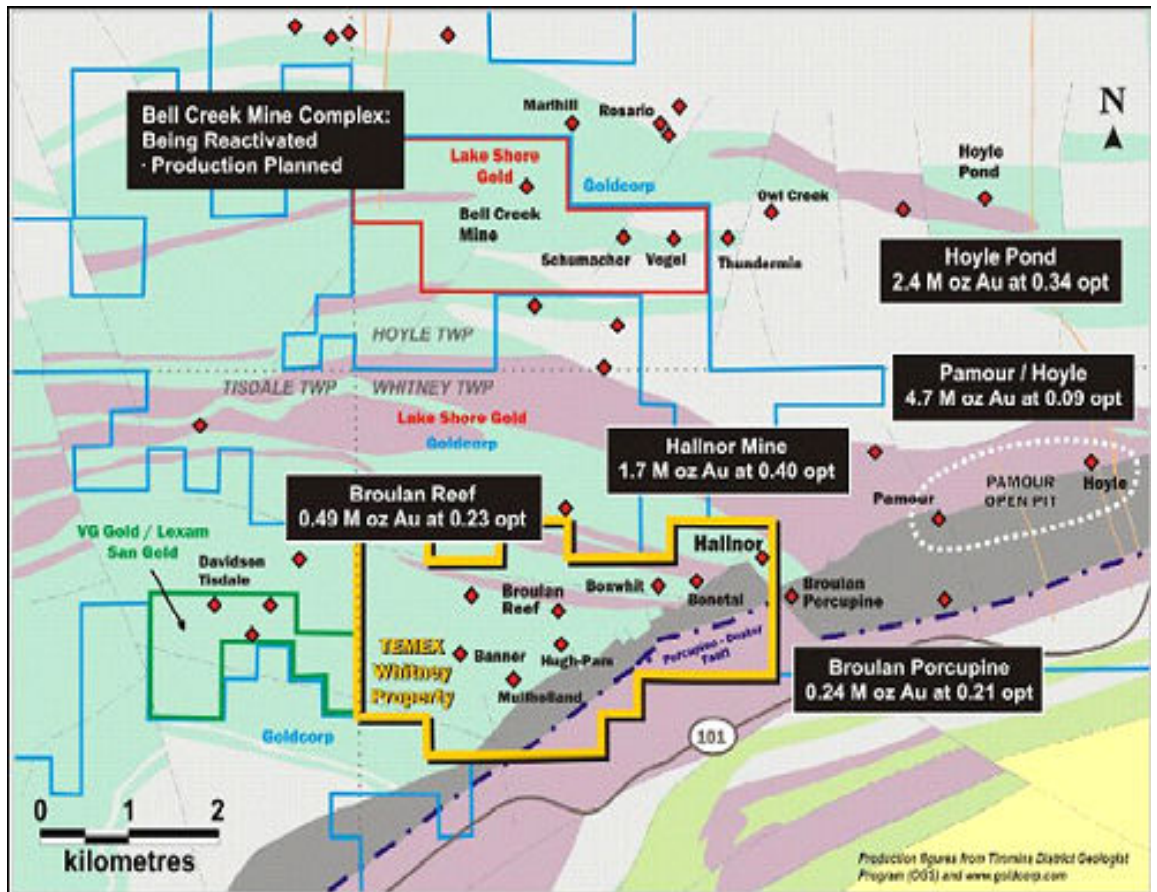 Bell Creek Mine Complex:
Being Reactivated
· Production Planned
Marlhill
Rosario
N
Lake Shore
Gold
Goldcorp
Hoyle
Pond
Owl Creek
Bell Creek
Mine
Schumacher
Vogel
Thundermin
Hoyle Pond
2.4 M oz Au at 0.34 opt
HOYLE TWP
TISDALE TWP
WHITNEY TWP
Pamour / Hoyle
4.7 M oz Au at 0.09 opt
Lake Shore Gold
Goldcorp
Hallnor Mine
1.7 M oz Au at 0.40 opt
Broulan Reef
0.49 M oz Au at 0.23 opt
PAMOUR
OPEN PIT
Hoyle
Pamour
VG Gold / Lexam
San Gold
Davidson
Tisdale
Hallnor
Broulan
Reef
Bonwhit
Bonetal
Broulan
Porcupine
TEMEX
Whitney
Property
Banner
Hugh-Pam
Mullholland
Porcupine - Destor
Fault
Broulan Porcupine
0.24 M oz Au at 0.21 opt
Goldcorp
101
0 1 2
kilometres
Production figures from Timmins District Geologist
Program (OGS) and www.goldcorp.com